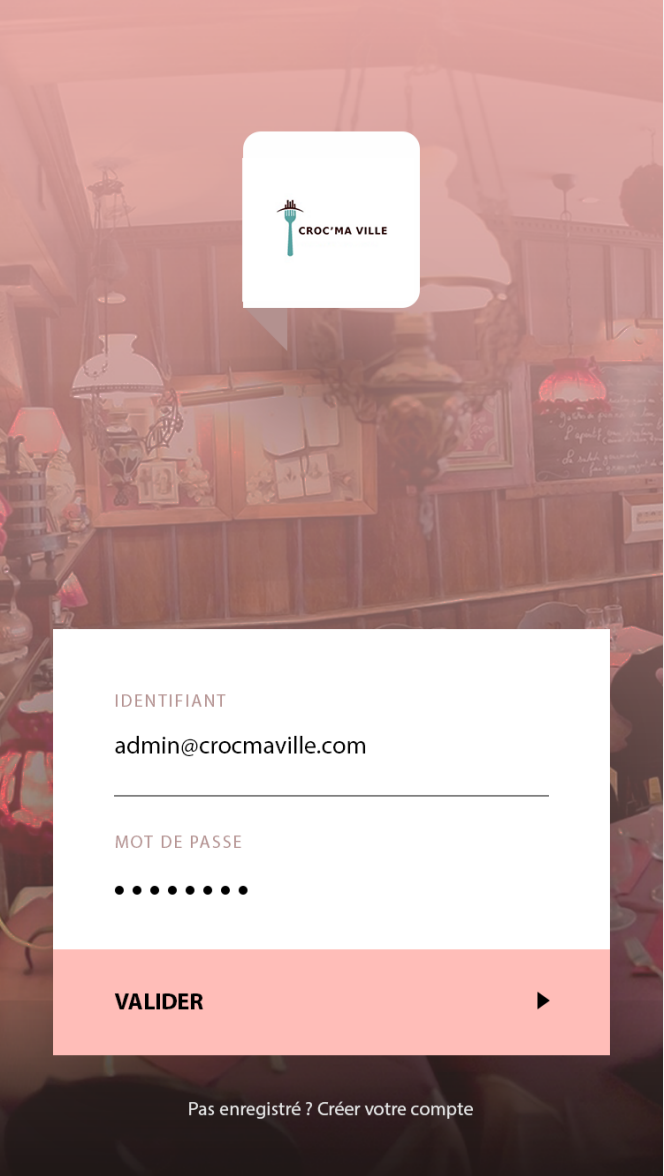 CROC'MA VILLE
IDENTIFIANT
admin@crocmaville.com
MOT DE PASSE
••••••••
VALIDER
Pas enregistré ? Créer votre compte